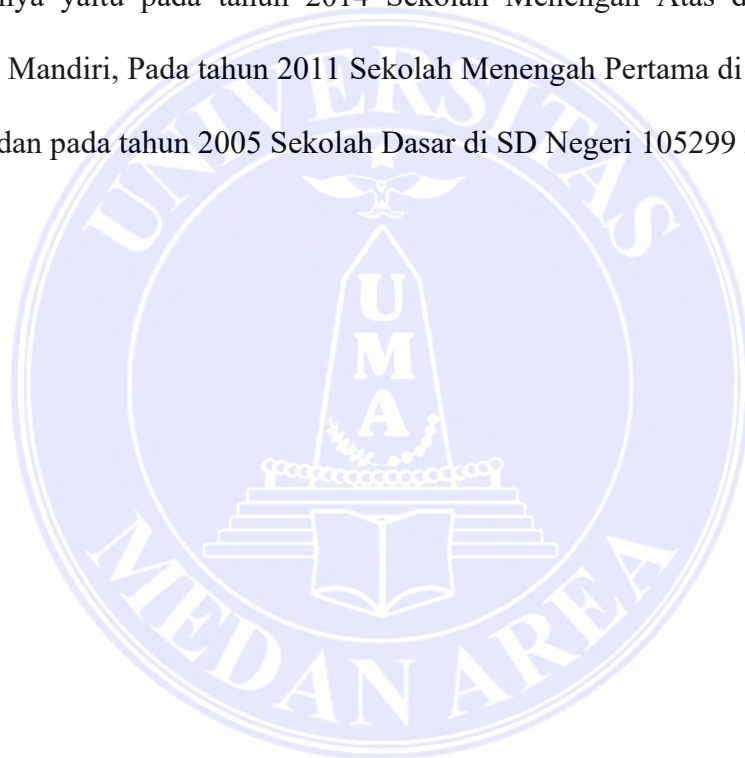 nya yaitu pada tahun 2014 Sekolah Menengah Atas
Mandiri, Pada tahun 2011 Sekolah Menengah Pertama di
dan pada tahun 2005 Sekolah Dasar di SD Negeri 105299
UNIVERSITAS
U
M
A
MEDAN AREA